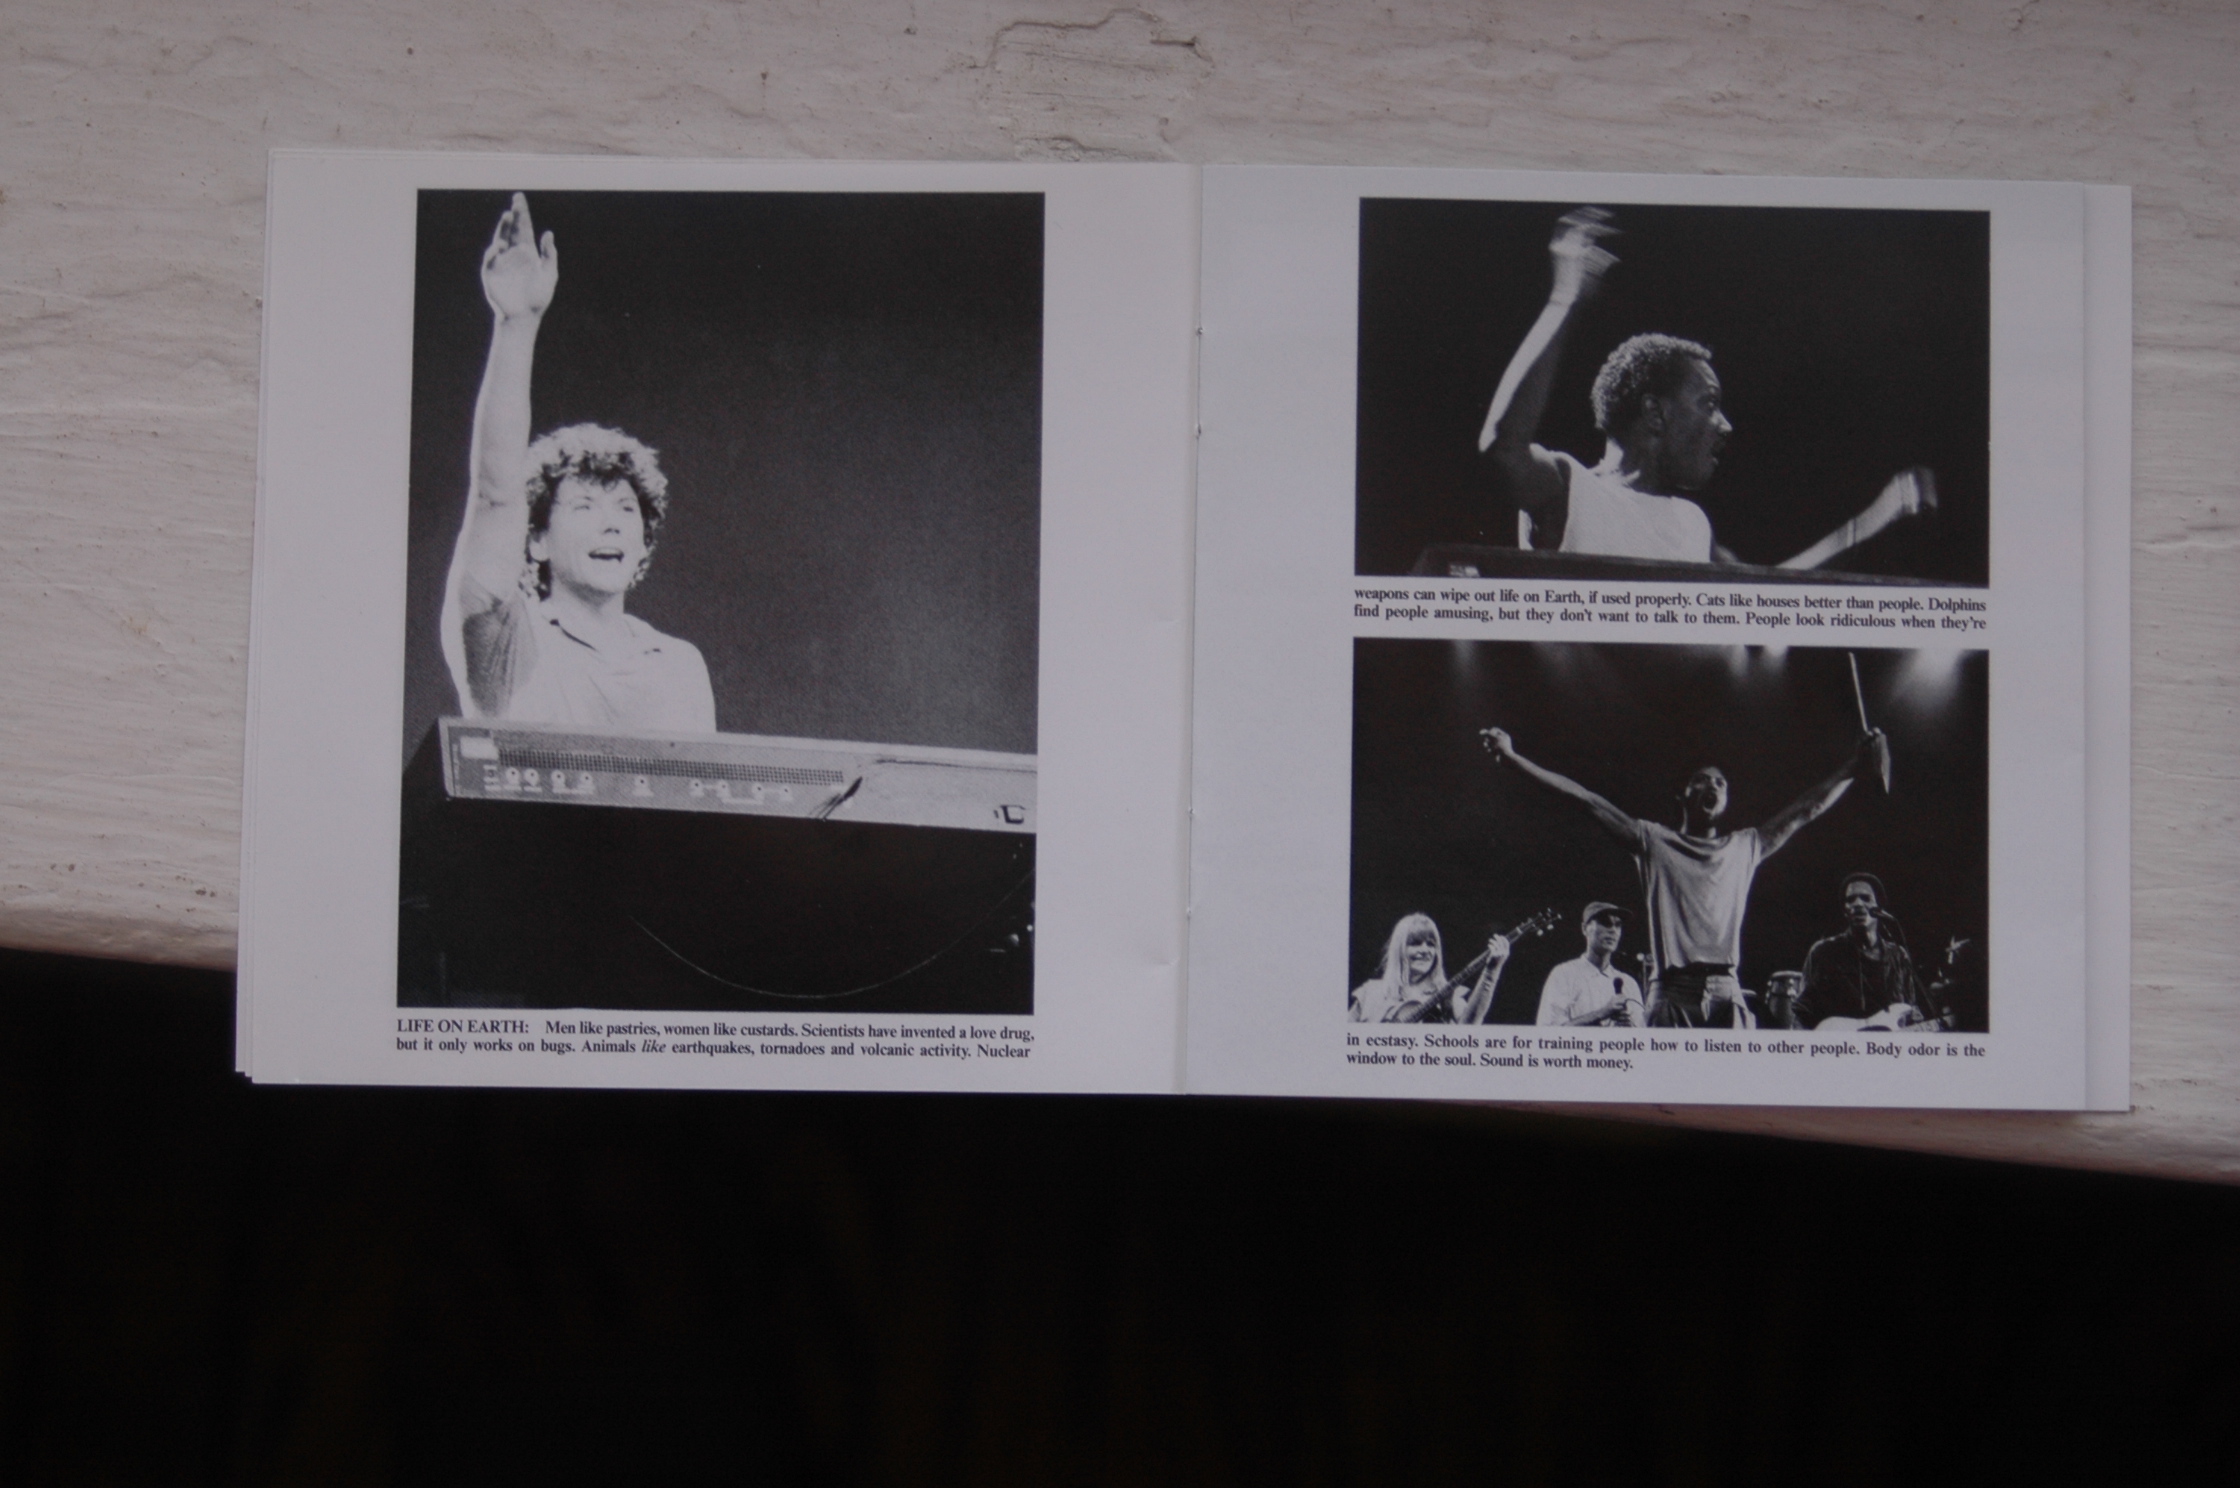 LIFE ON EARTH: Men like pastries, women like custards. Scientists have invented a love drug,
but it only works on bugs. Animals like earthquakes, tornadoes and volcanic activity. Nuclear
weapons can wipe out life on Earth, if used properly. Cats like houses better than people. Dolphins
find people amusing, but they don't want to talk to them. People look ridiculous when they're
in ecstasy. Schools are for training people how to listen to other people. Body odor is the
window to the soul. Sound is worth money.